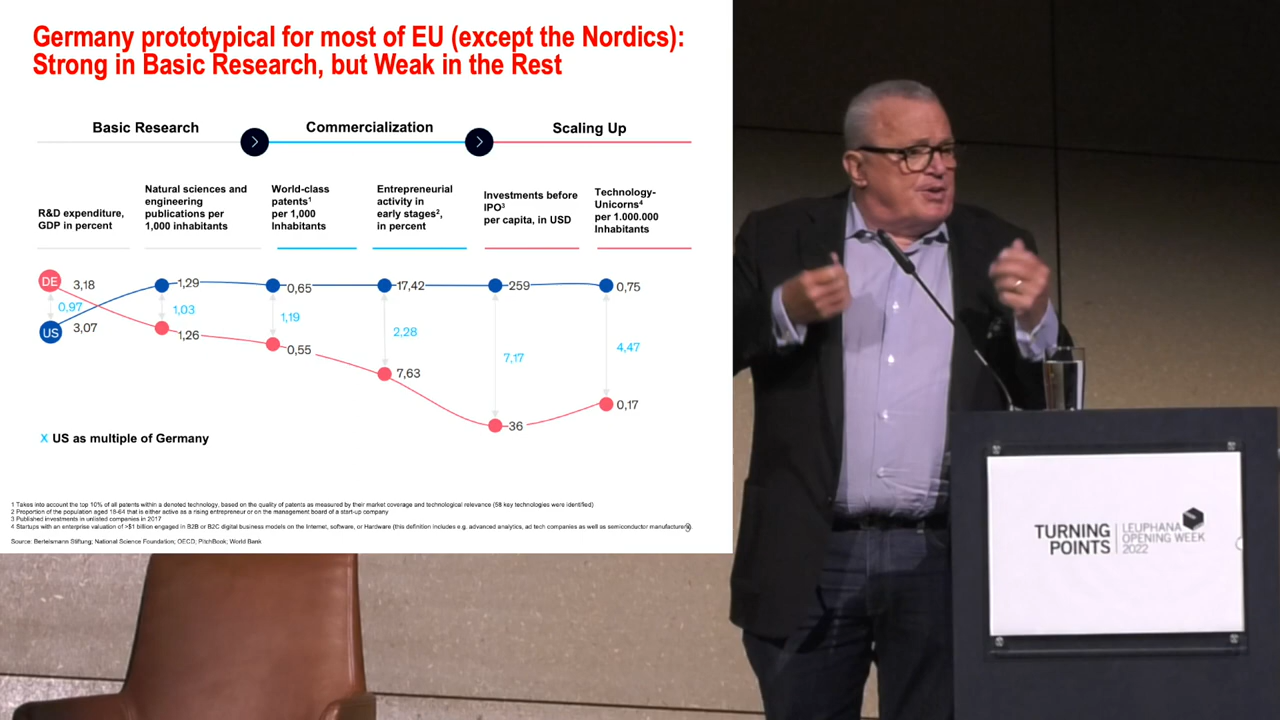 Germany prototypical for most of EU (except the Nordics):
Strong in Basic Research, but Weak in the Rest
Basic Research
Commercialization
Scaling Up
R&D expenditure,
GDP in percent
Natural sciences and
engineering
publications per
1,000 inhabitants
World-class
patents¹
per 1,000
Inhabitants
Entrepreneurial
activity in
early stages²,
in percent
Investments before
IPO³
per capita, in USD
Technology-
Unicorns⁴
per 1.000.000
Inhabitants
DE 3,18
0,97
US 3,07
1,29
1,03
1,26
0,65
1,19
0,55
17,42
2,28
7,63
259
7,17
36
0,75
4,47
0,17
X US as multiple of Germany
1 Takes into account the top 10% of all patents within a denoted technology, based on the quality of patents as measured by their market coverage and technological relevance (58 key technologies were identified)
2 Proportion of the population aged 18-64 that is either active as a rising entrepreneur or on the management board of a start-up company
3 Published investments in unlisted companies in 2017
4 Startups with an enterprise valuation of >$1 billion engaged in B2B or B2C digital business models on the Internet, software, or Hardware (this definition includes e.g. advanced analytics, ad tech companies as well as semiconductor
Source: Bertelsmann Stiftung; National Science Foundation; OECD; PitchBook; World Bank
TURNING
POINTS
LEUPHANA
OPENING WEEK
2022